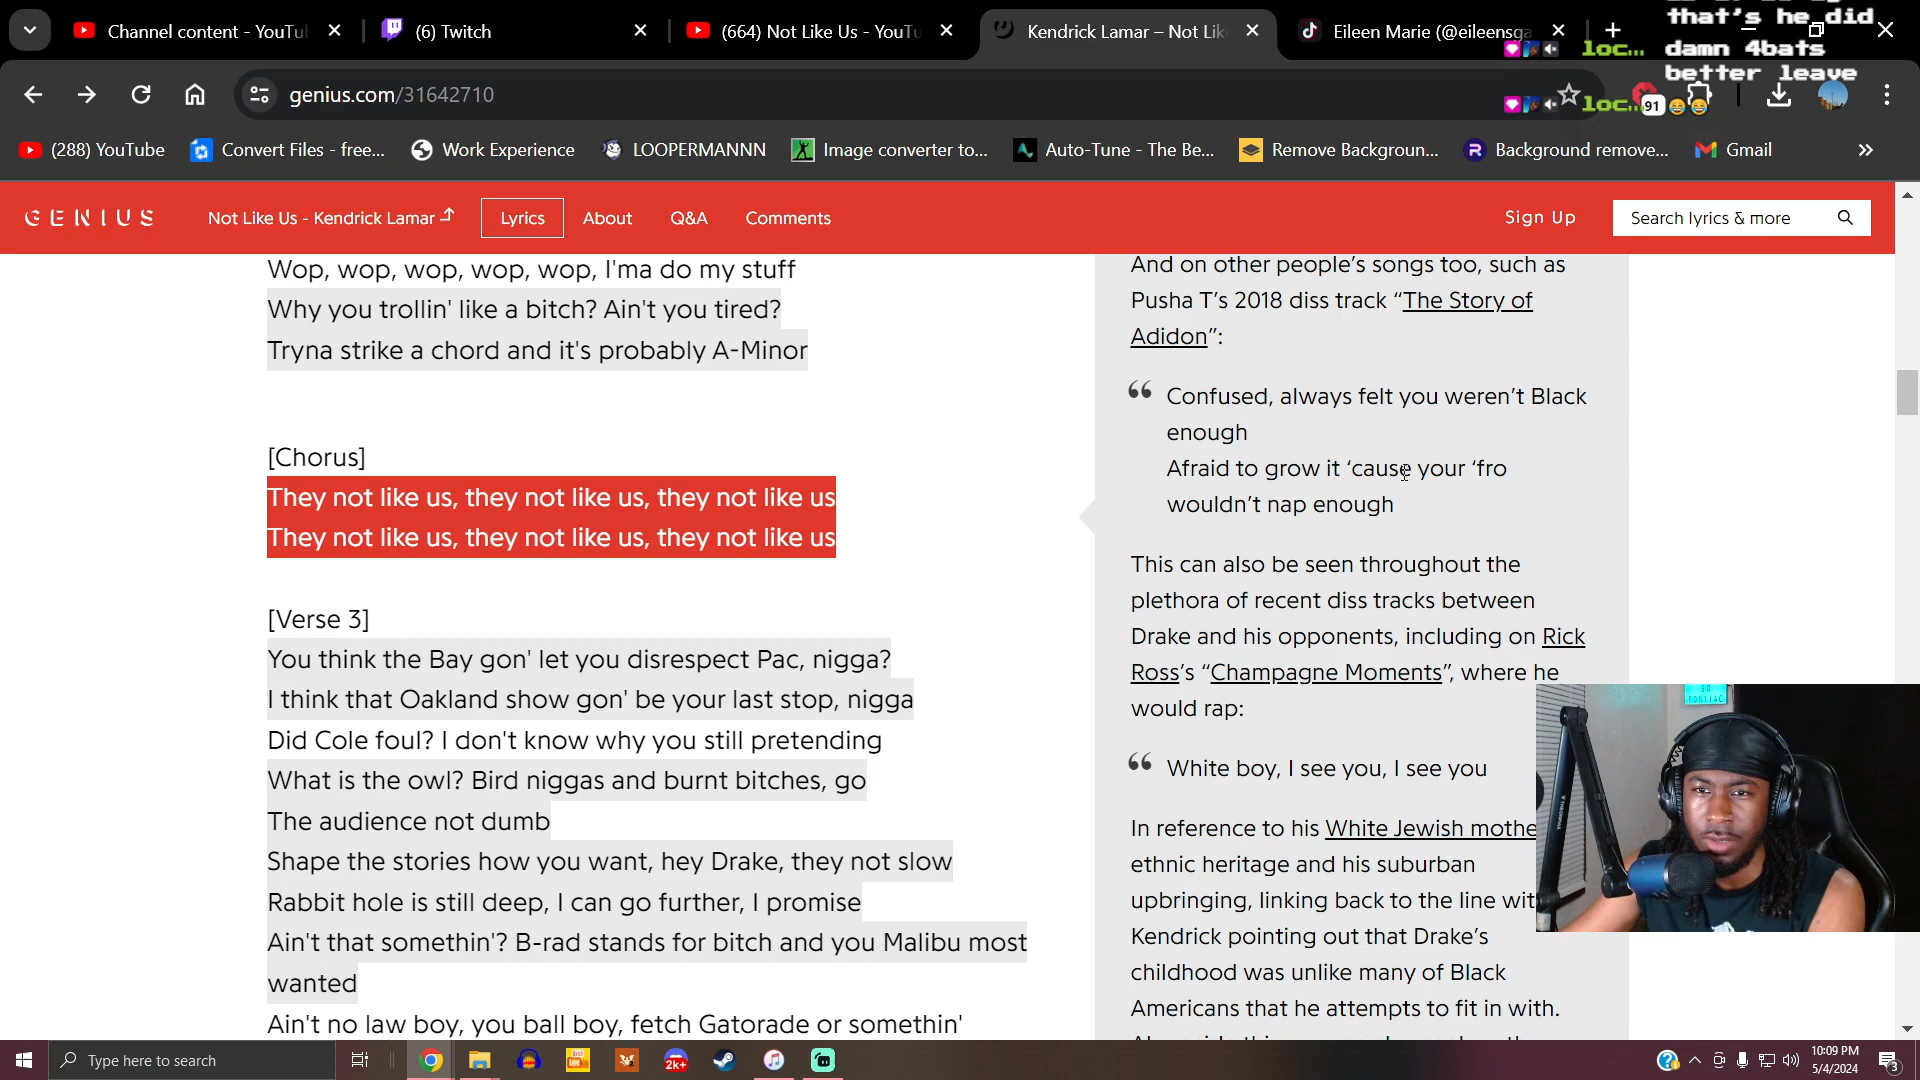 Channel content - YouTu
(6) Twitch
(664) Not Like Us - YouTu
Kendrick Lamar – Not Lik
Eileen Marie (@eileensga
that's he did
loc... damn 4bats
better leave
genius.com/31642710
91
loc...
(288) YouTube
Convert Files - free...
Work Experience
LOOPERMANNN
Image converter to...
Auto-Tune - The Be...
Remove Backgroun...
Background remove...
Gmail
GENIUS
Not Like Us - Kendrick Lamar
Lyrics
About
Q&A
Comments
Sign Up
Search lyrics & more
Wop, wop, wop, wop, wop, I'ma do my stuff
Why you trollin' like a bitch? Ain't you tired?
Tryna strike a chord and it's probably A-Minor
[Chorus]
They not like us, they not like us, they not like us
They not like us, they not like us, they not like us
[Verse 3]
You think the Bay gon' let you disrespect Pac, nigga?
I think that Oakland show gon' be your last stop, nigga
Did Cole foul? I don't know why you still pretending
What is the owl? Bird niggas and burnt bitches, go
The audience not dumb
Shape the stories how you want, hey Drake, they not slow
Rabbit hole is still deep, I can go further, I promise
Ain't that somethin'? B-rad stands for bitch and you Malibu most
wanted
Ain't no law boy, you ball boy, fetch Gatorade or somethin'
And on other people's songs too, such as
Pusha T's 2018 diss track “The Story of
Adidon”:
“ Confused, always felt you weren't Black
enough
Afraid to grow it ‘cause your ‘fro
wouldn't nap enough
This can also be seen throughout the
plethora of recent diss tracks between
Drake and his opponents, including on Rick
Ross's “Champagne Moments”, where he
would rap:
“ White boy, I see you, I see you
In reference to his White Jewish mothe
ethnic heritage and his suburban
upbringing, linking back to the line wit
Kendrick pointing out that Drake's
childhood was unlike many of Black
Americans that he attempts to fit in with.
PONTIAC
Type here to search
2k+
10:09 PM
5/4/2024
3